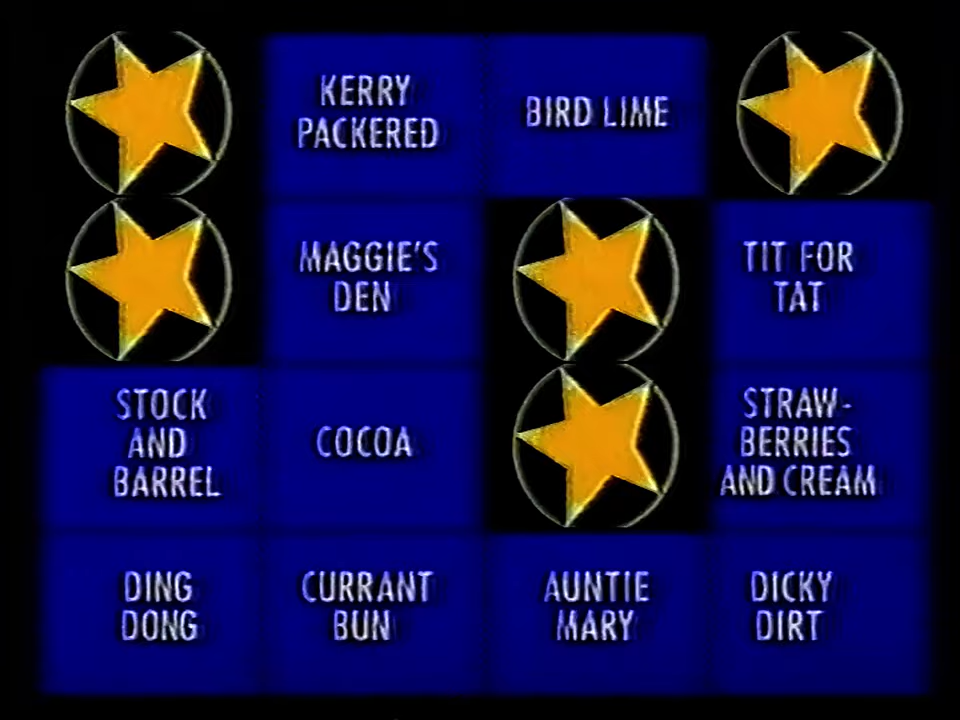 KERRY
PACKERED
BIRD LIME
MAGGIE'S
DEN
TIT FOR
TAT
STOCK
AND
BARREL
COCOA
STRAW-
BERRIES
AND CREAM
DING
DONG
CURRANT
BUN
AUNTIE
MARY
DICKY
DIRT